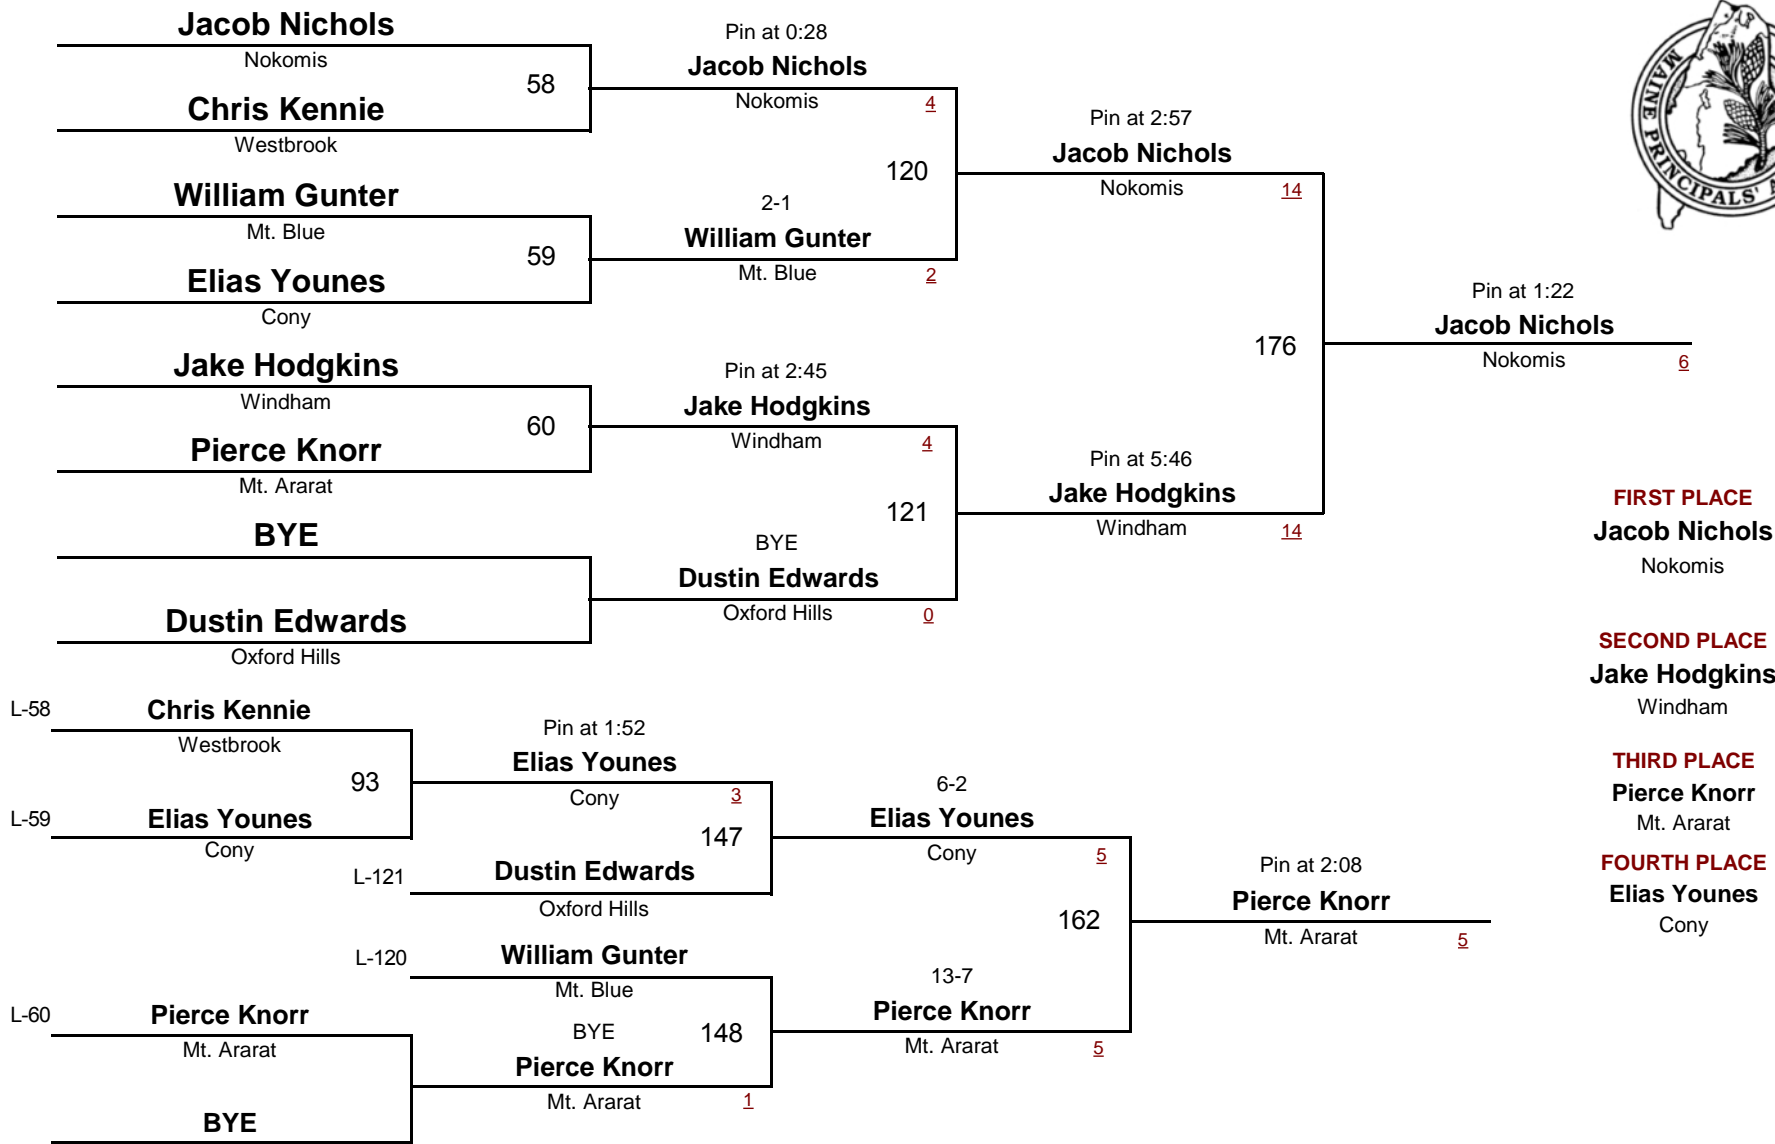 Jacob Nichols
Nokomis
58
Chris Kennie
Westbrook
William Gunter
Mt. Blue
59
Elias Younes
Cony
Jake Hodgkins
Windham
60
Pierce Knorr
Mt. Ararat
BYE
Dustin Edwards
Oxford Hills
Pin at 0:28
Jacob Nichols
Nokomis
4
120
2-1
William Gunter
Mt. Blue
2
Pin at 2:45
Jake Hodgkins
Windham
4
121
BYE
Dustin Edwards
Oxford Hills
0
Pin at 2:57
Jacob Nichols
Nokomis
14
176
Pin at 5:46
Jake Hodgkins
Windham
14
Pin at 1:22
Jacob Nichols
Nokomis
6
MAINE PRINCIPALS'
FIRST PLACE
Jacob Nichols
Nokomis
SECOND PLACE
Jake Hodgkins
Windham
THIRD PLACE
Pierce Knorr
Mt. Ararat
FOURTH PLACE
Elias Younes
Cony
L-58
Chris Kennie
Westbrook
93
L-59
Elias Younes
Cony
Pin at 1:52
Elias Younes
Cony
3
147
L-121
Dustin Edwards
Oxford Hills
L-120
William Gunter
Mt. Blue
L-60
Pierce Knorr
Mt. Ararat
BYE
BYE
148
Pierce Knorr
Mt. Ararat
1
6-2
Elias Younes
Cony
5
162
13-7
Pierce Knorr
Mt. Ararat
5
Pin at 2:08
Pierce Knorr
Mt. Ararat
5